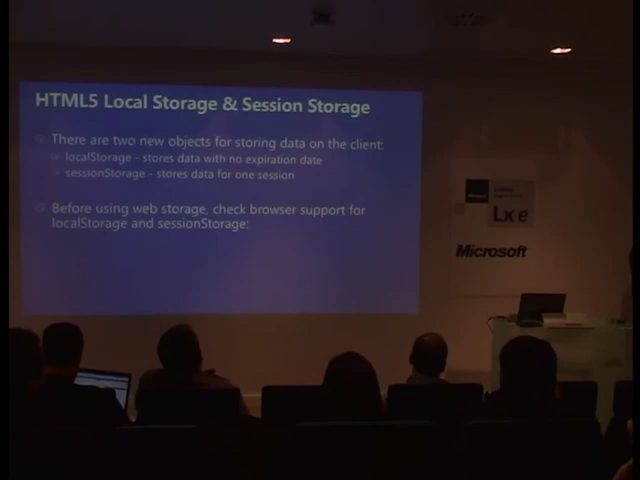 HTML5 Local Storage & Session Storage
There are two new objects for storing data on the client:
localStorage - stores data with no expiration date
sessionStorage - stores data for one session
Before using web storage, check browser support for
localStorage and sessionStorage:
Lx e
Microsoft